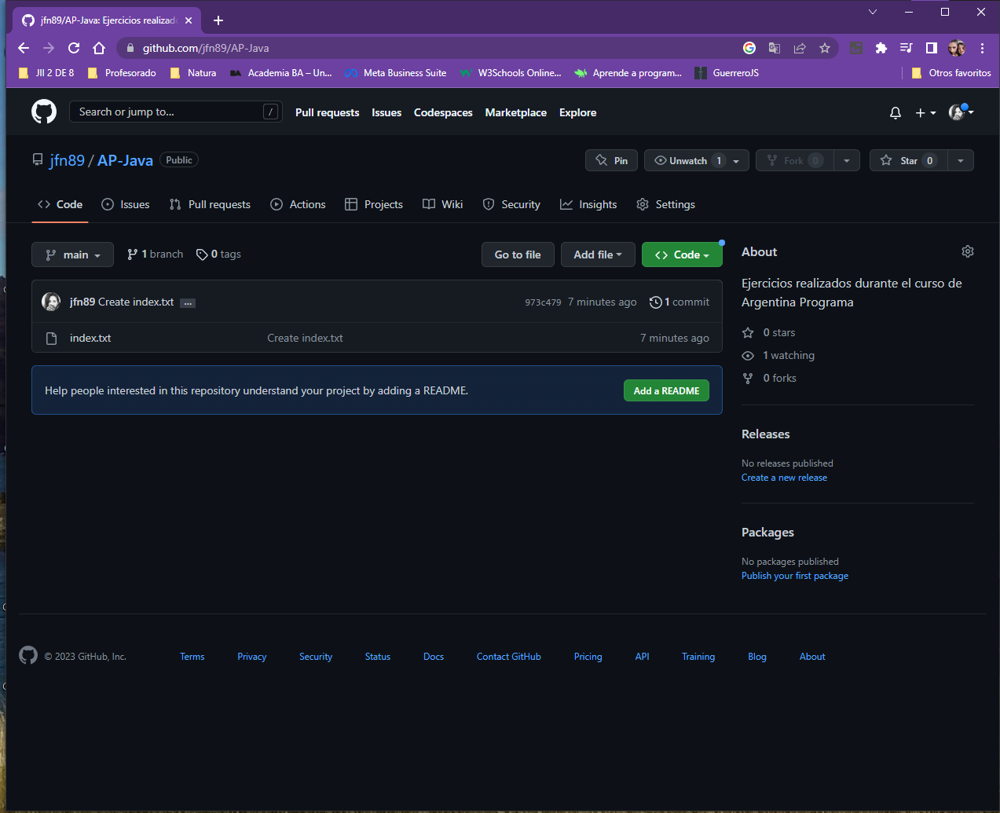 jfn89/AP-Java: Ejercicios realizado
github.com/jfn89/AP-Java
JII 2 DE 8 Profesorado Natura Academia BA – Un... Meta Business Suite W3Schools Online... Aprende a program... GuerreroJS Otros favoritos
Search or jump to... / Pull requests Issues Codespaces Marketplace Explore
jfn89 / AP-Java Public Pin Unwatch 1 Fork 0 Star 0
Code Issues Pull requests Actions Projects Wiki Security Insights Settings
main 1 branch 0 tags Go to file Add file Code
jfn89 Create index.txt ... 973c479 7 minutes ago 1 commit
index.txt Create index.txt 7 minutes ago
Help people interested in this repository understand your project by adding a README. Add a README
About
Ejercicios realizados durante el curso de
Argentina Programa
0 stars
1 watching
0 forks
Releases
No releases published
Create a new release
Packages
No packages published
Publish your first package
© 2023 GitHub, Inc. Terms Privacy Security Status Docs Contact GitHub Pricing API Training Blog About